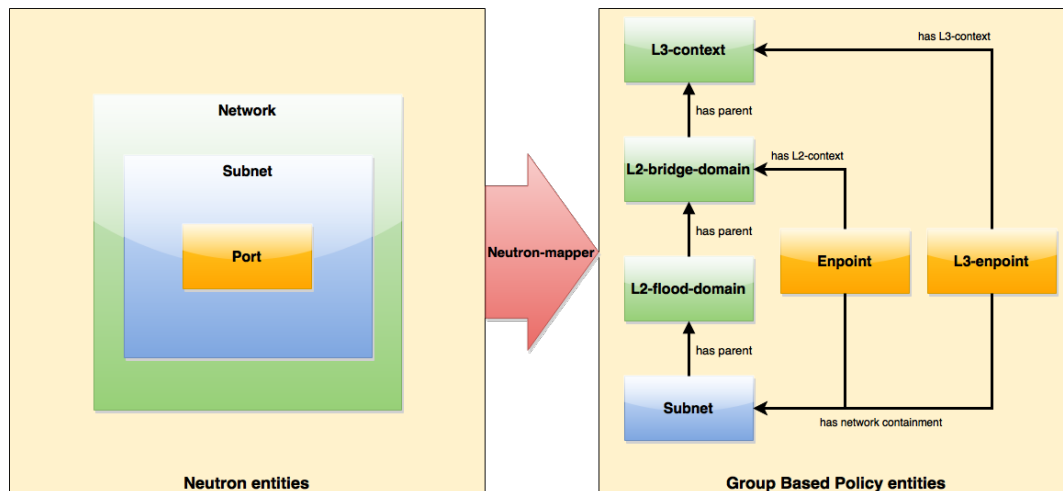 Network
Subnet
Port
Neutron entities
Neutron-mapper
L3-context
has L3-context
has parent
L2-bridge-domain
has L2-context
has parent
Enpoint
L3-enpoint
L2-flood-domain
has parent
Subnet
has network containment
Group Based Policy entities